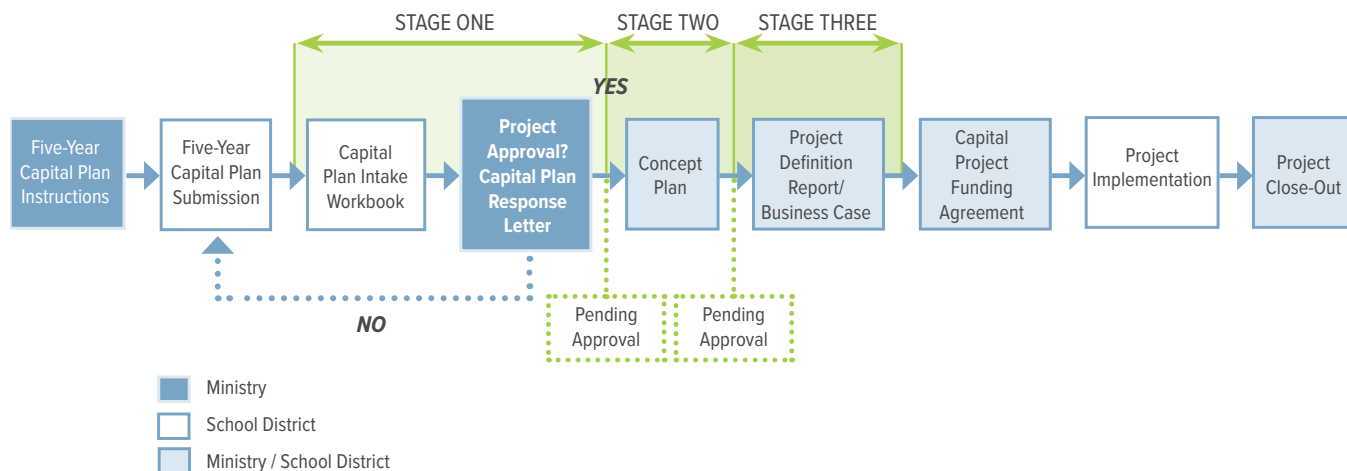 STAGE ONE
STAGE TWO
STAGE THREE
YES
Five-Year
Capital Plan
Instructions
Five-Year
Capital Plan
Submission
Capital
Plan Intake
Workbook
Project
Approval?
Capital Plan
Response
Letter
Concept
Plan
Project
Definition
Report/
Business Case
Capital
Project
Funding
Agreement
Project
Implementation
Project
Close-Out
NO
Pending
Approval
Pending
Approval
Ministry
School District
Ministry / School District